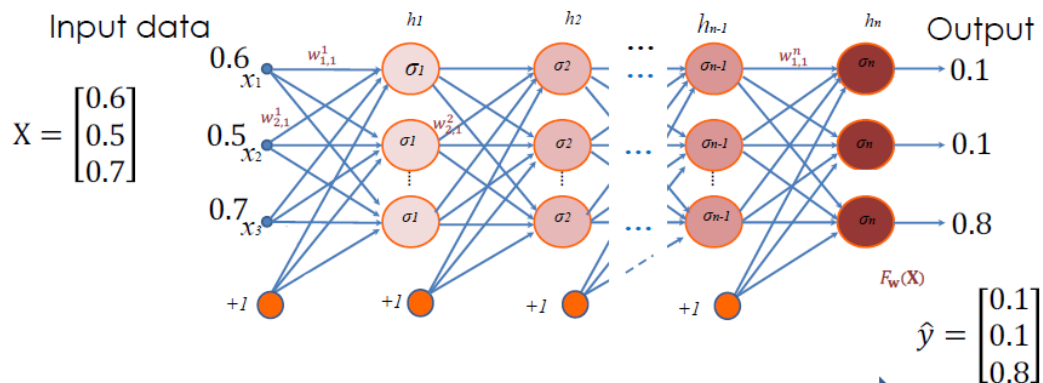 Input data
h1 h2 ... hn-1 hn
Output
0.6 x1 w¹1,1 σ1 σ2 ... σn-1 wⁿ1,1 σn 0.1
X = [0.6 0.5 0.7]
0.5 x2 w¹2,1 σ1 w²2,1 σ2 ... σn-1 σn 0.1
0.7 x3 σ1 σ2 ... σn-1 σn 0.8
+1 +1 +1 +1
Fw(X)
ŷ = [0.1 0.1 0.8]